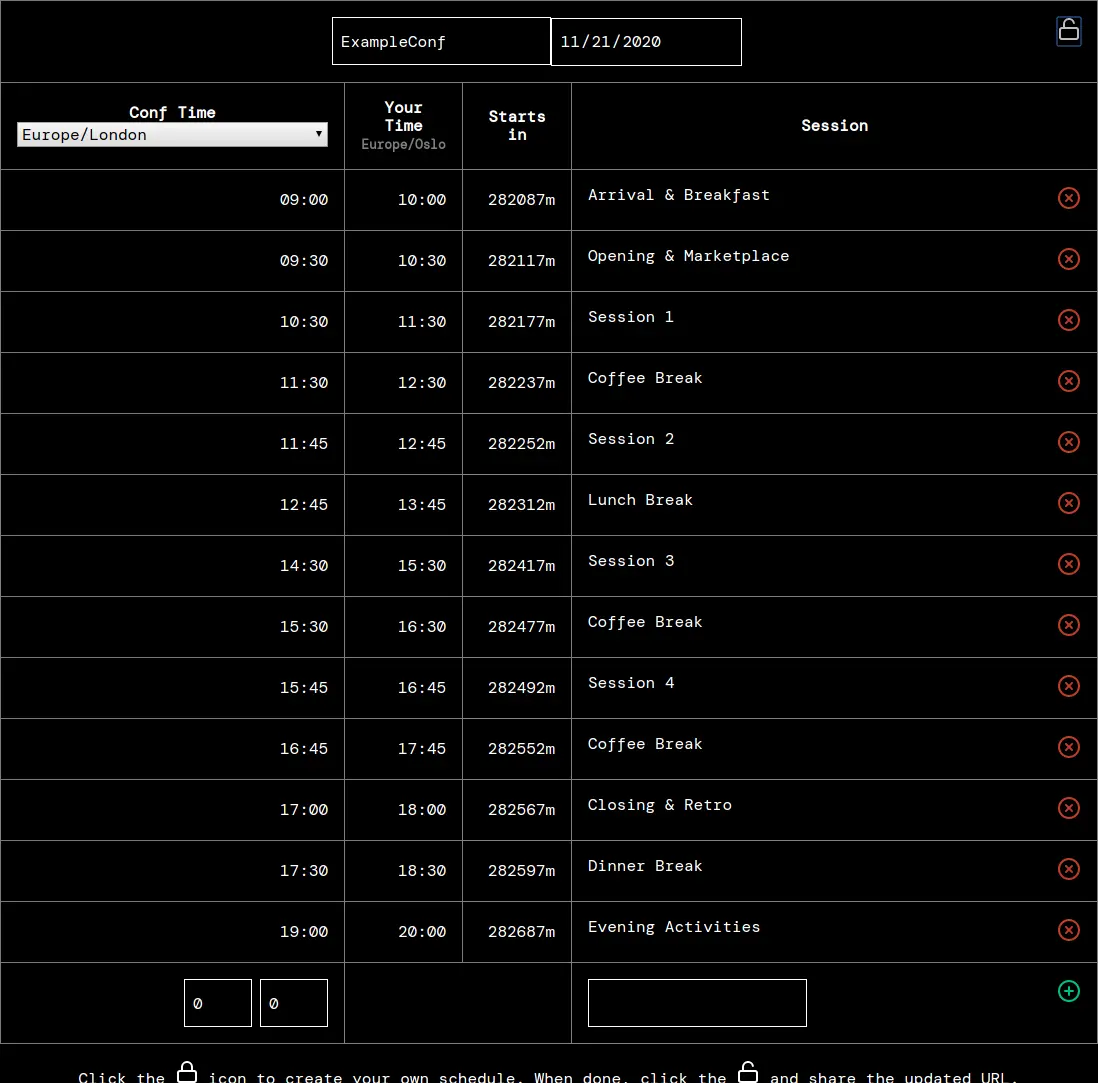 ExampleConf 11/21/2020
Conf Time Your Time Starts in Session
Europe/London Europe/Oslo
09:00 10:00 282087m Arrival & Breakfast
09:30 10:30 282117m Opening & Marketplace
10:30 11:30 282177m Session 1
11:30 12:30 282237m Coffee Break
11:45 12:45 282252m Session 2
12:45 13:45 282312m Lunch Break
14:30 15:30 282417m Session 3
15:30 16:30 282477m Coffee Break
15:45 16:45 282492m Session 4
16:45 17:45 282552m Coffee Break
17:00 18:00 282567m Closing & Retro
17:30 18:30 282597m Dinner Break
19:00 20:00 282687m Evening Activities
0 0
Click the icon to create your own schedule. When done, click the and share the updated URL.